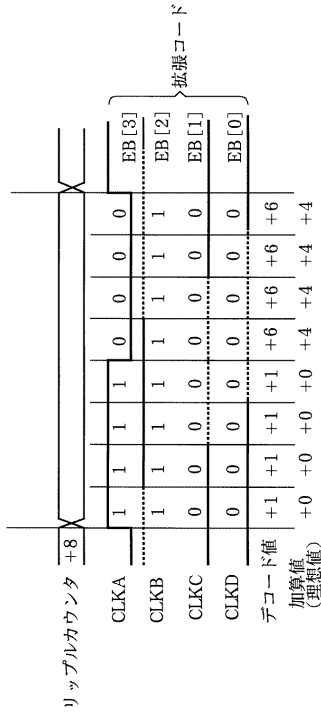 リップルカウンタ +8
CLKA 1 1 1 1 0 0 0 0 EB[3]
CLKB 1 1 1 1 1 1 1 1 EB[2]
CLKC 0 0 0 0 0 0 0 0 EB[1]
CLKD 0 0 0 0 0 0 0 0 EB[0]
拡張コード
デコード値 +1 +1 +1 +1 +6 +6 +6 +6
加算値 +0 +0 +0 +0 +4 +4 +4 +4
(理想値)